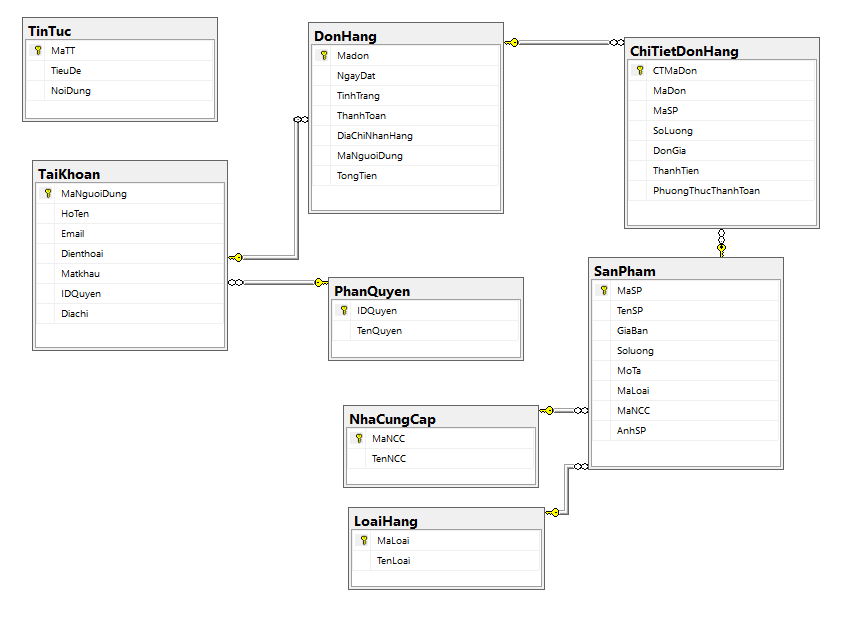 TinTuc
MaTT
TieuDe
NoiDung
DonHang
Madon
NgayDat
TinhTrang
ThanhToan
DiaChiNhanHang
MaNguoiDung
TongTien
ChiTietDonHang
CTMaDon
MaDon
MaSP
SoLuong
DonGia
ThanhTien
PhuongThucThanhToan
TaiKhoan
MaNguoiDung
HoTen
Email
Dienthoai
Matkhau
IDQuyen
Diachi
PhanQuyen
IDQuyen
TenQuyen
SanPham
MaSP
TenSP
GiaBan
Soluong
MoTa
MaLoai
MaNCC
AnhSP
NhaCungCap
MaNCC
TenNCC
LoaiHang
MaLoai
TenLoai